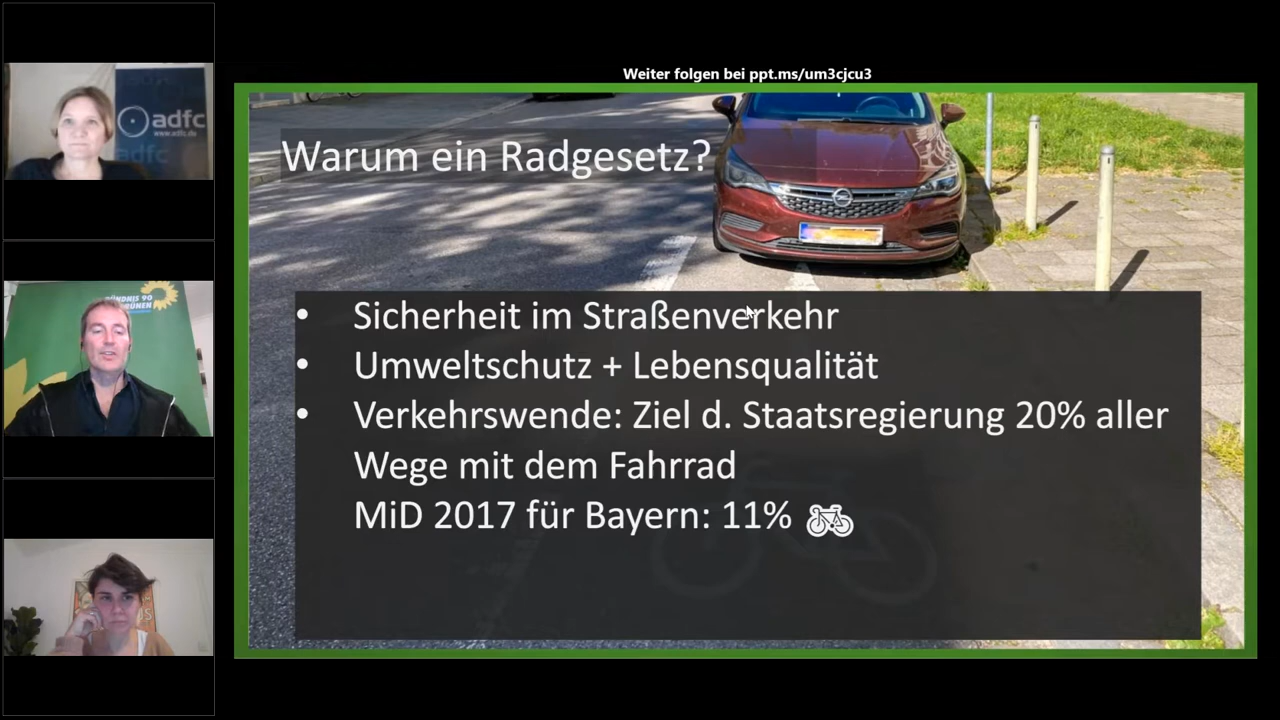 Weiter folgen bei ppt.ms/um3cjcu3
adfc
www.adfc.de
adfc
Warum ein Radgesetz?
• Sicherheit im Straßenverkehr
• Umweltschutz + Lebensqualität
• Verkehrswende: Ziel d. Staatsregierung 20% aller
Wege mit dem Fahrrad
MiD 2017 für Bayern: 11%